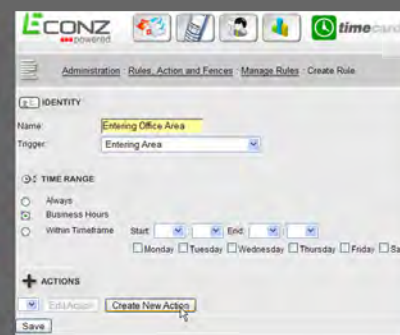 ECONZ
powered
timecard
Administration : Rules, Action and Fences : Manage Rules : Create Rule
IDENTITY
Name: Entering Office Area
Trigger: Entering Area
TIME RANGE
Always
Business Hours
Within Timeframe Start : End :
Monday Tuesday Wednesday Thursday Friday Sa
ACTIONS
Edit Action Create New Action
Save